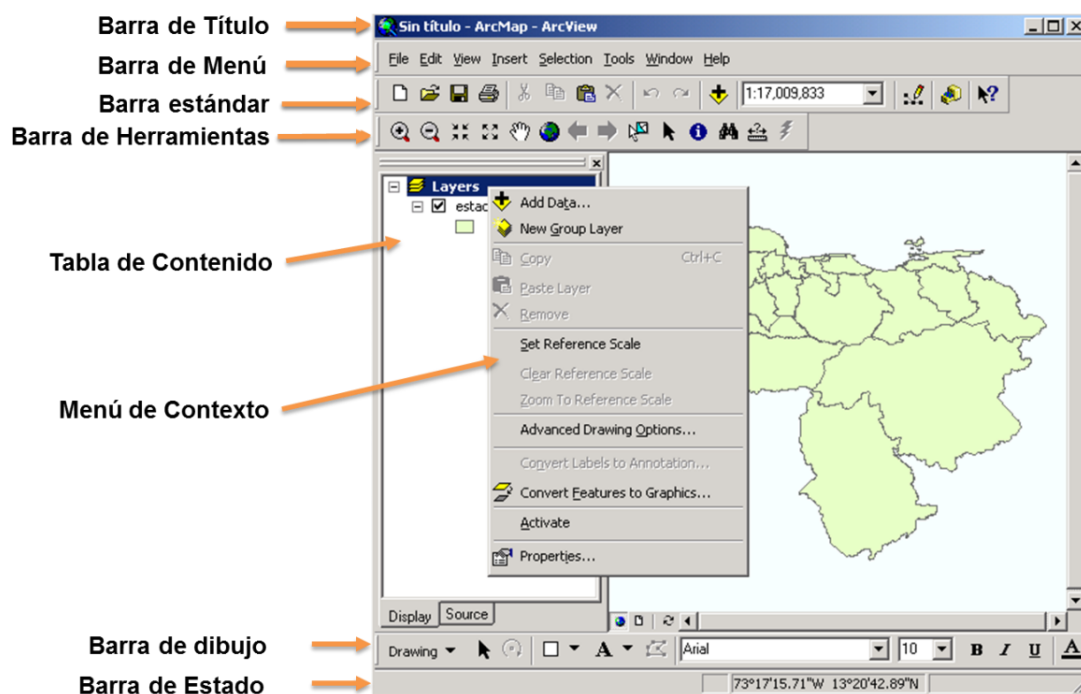 Barra de Título
Sin título - ArcMap - ArcView
Barra de Menú
File Edit View Insert Selection Tools Window Help
Barra estándar
1:17,009,833
Barra de Herramientas
Layers
estac
Add Data...
New Group Layer
Copy Ctrl+C
Paste Layer
Remove
Set Reference Scale
Clear Reference Scale
Zoom To Reference Scale
Advanced Drawing Options...
Convert Labels to Annotation...
Convert Features to Graphics...
Activate
Properties...
Tabla de Contenido
Menú de Contexto
Display Source
Barra de dibujo
Drawing A Arial 10 B I U A
Barra de Estado
73°17'15.71"W 13°20'42.89"N